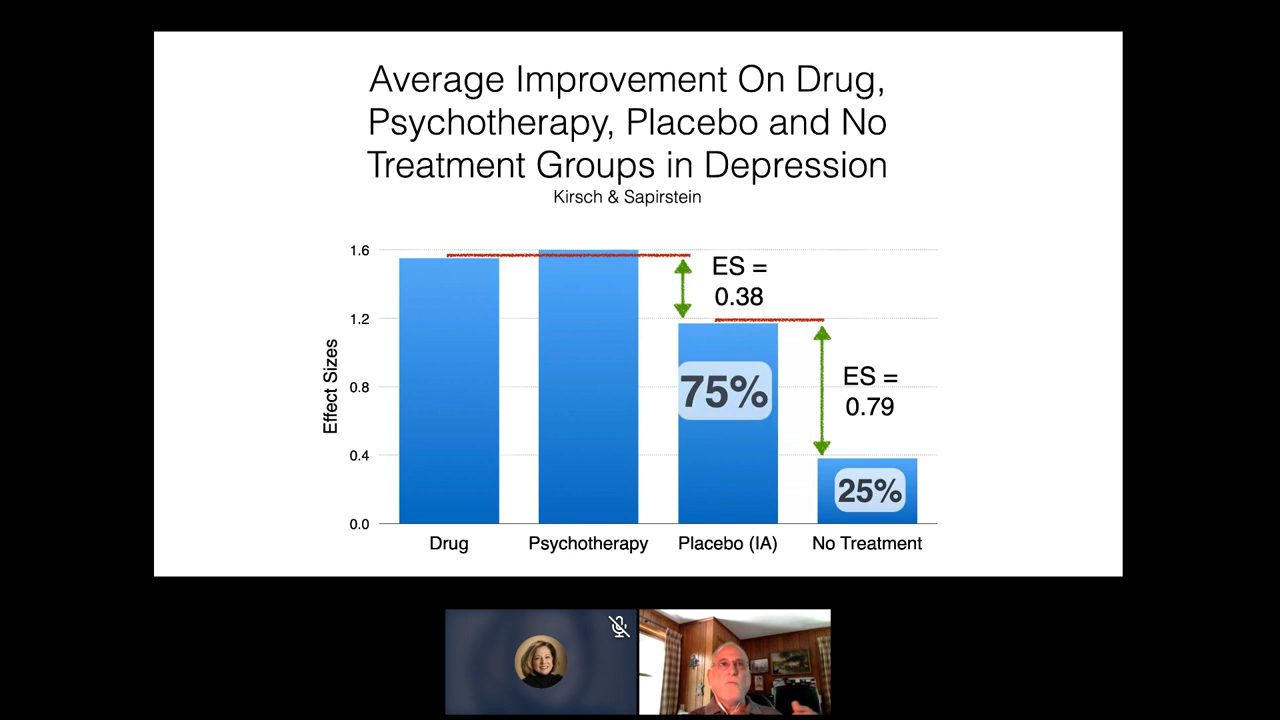 Average Improvement On Drug,
Psychotherapy, Placebo and No
Treatment Groups in Depression
Kirsch & Sapirstein
Effect Sizes
1.6
1.2
0.8
0.4
0.0
ES =
0.38
ES =
0.79
75%
25%
Drug
Psychotherapy
Placebo (IA)
No Treatment